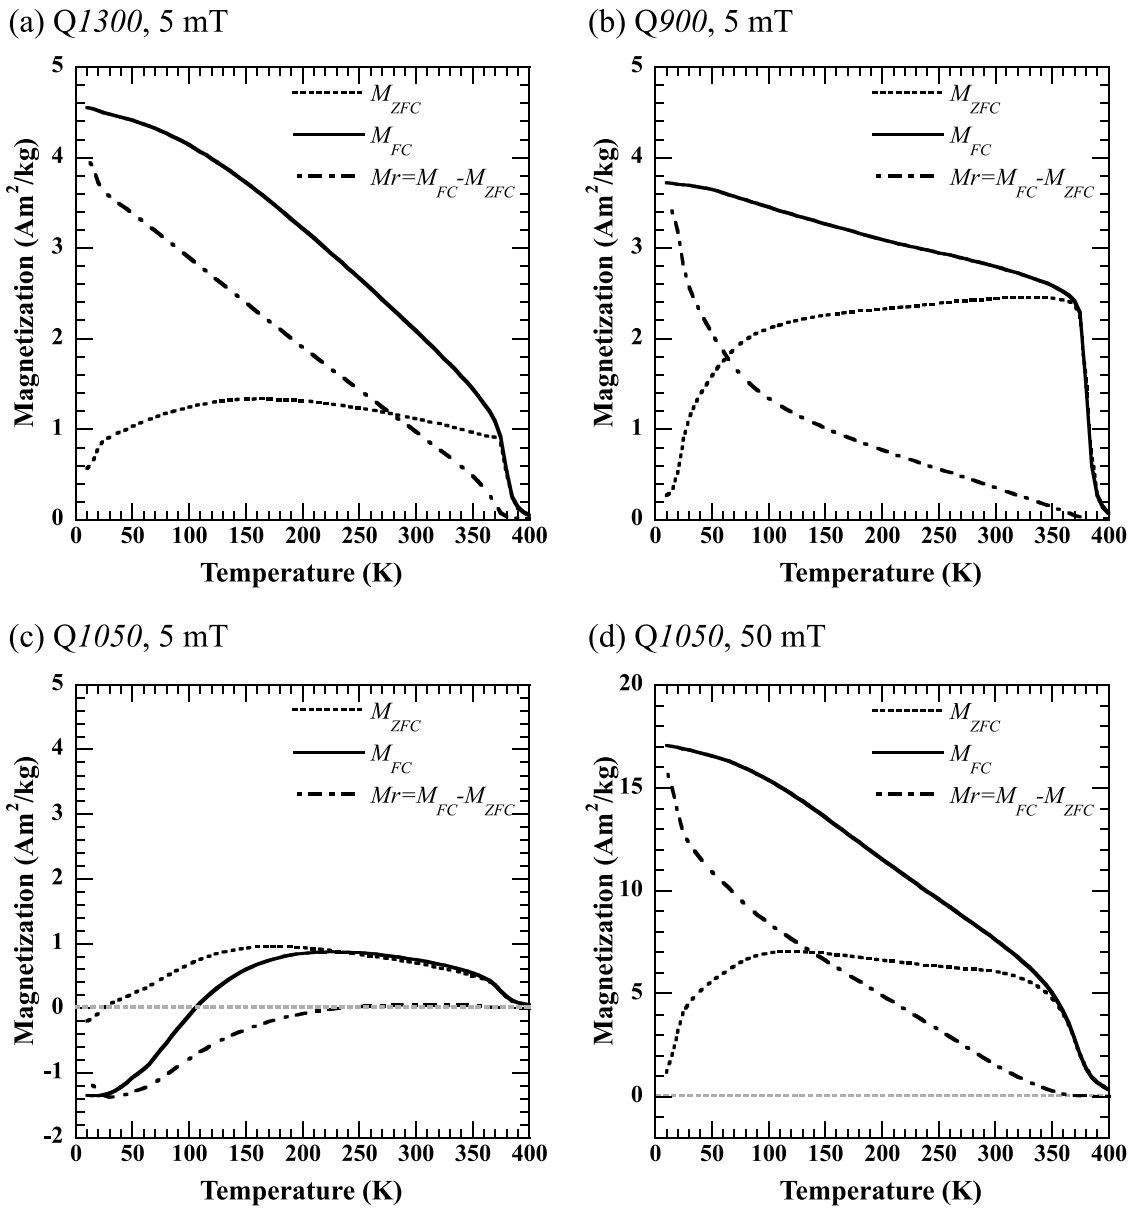 (a) Q1300, 5 mT
5
4
3
2
1
0
Magnetization (Am²/kg)
M_ZFC
M_FC
Mr=M_FC-M_ZFC
0 50 100 150 200 250 300 350 400
Temperature (K)
(b) Q900, 5 mT
5
4
3
2
1
0
Magnetization (Am²/kg)
M_ZFC
M_FC
Mr=M_FC-M_ZFC
0 50 100 150 200 250 300 350 400
Temperature (K)
(c) Q1050, 5 mT
5
4
3
2
1
0
-1
-2
Magnetization (Am²/kg)
M_ZFC
M_FC
Mr=M_FC-M_ZFC
0 50 100 150 200 250 300 350 400
Temperature (K)
(d) Q1050, 50 mT
20
15
10
5
0
Magnetization (Am²/kg)
M_ZFC
M_FC
Mr=M_FC-M_ZFC
0 50 100 150 200 250 300 350 400
Temperature (K)